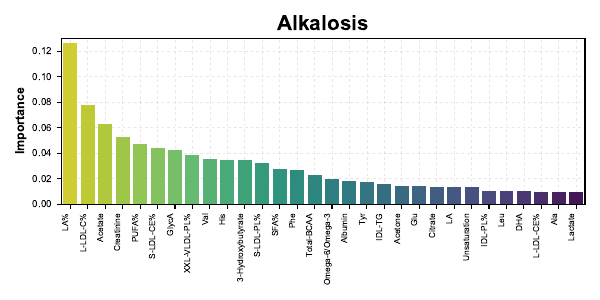 Alkalosis
Importance
0.12
0.10
0.08
0.06
0.04
0.02
0.00
LA%
L-LDL-C%
Acetate
Creatinine
PUFA%
S-LDL-CE%
GlycA
XXL-VLDL-PL%
Val
His
3-Hydroxybutyrate
S-LDL-PL%
SFA%
Phe
Total-BCAA
Omega-6/Omega-3
Albumin
Tyr
IDL-TG
Acetone
Glu
Citrate
LA
Unsaturation
IDL-PL%
Leu
DHA
L-LDL-CE%
Ala
Lactate